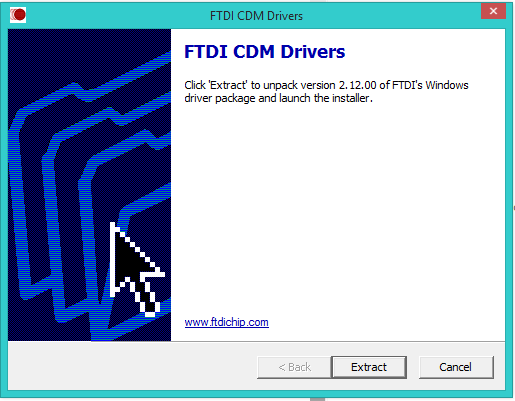 FTDI CDM Drivers
FTDI CDM Drivers
Click 'Extract' to unpack version 2.12.00 of FTDI's Windows
driver package and launch the installer.
www.ftdichip.com
< Back
Extract
Cancel